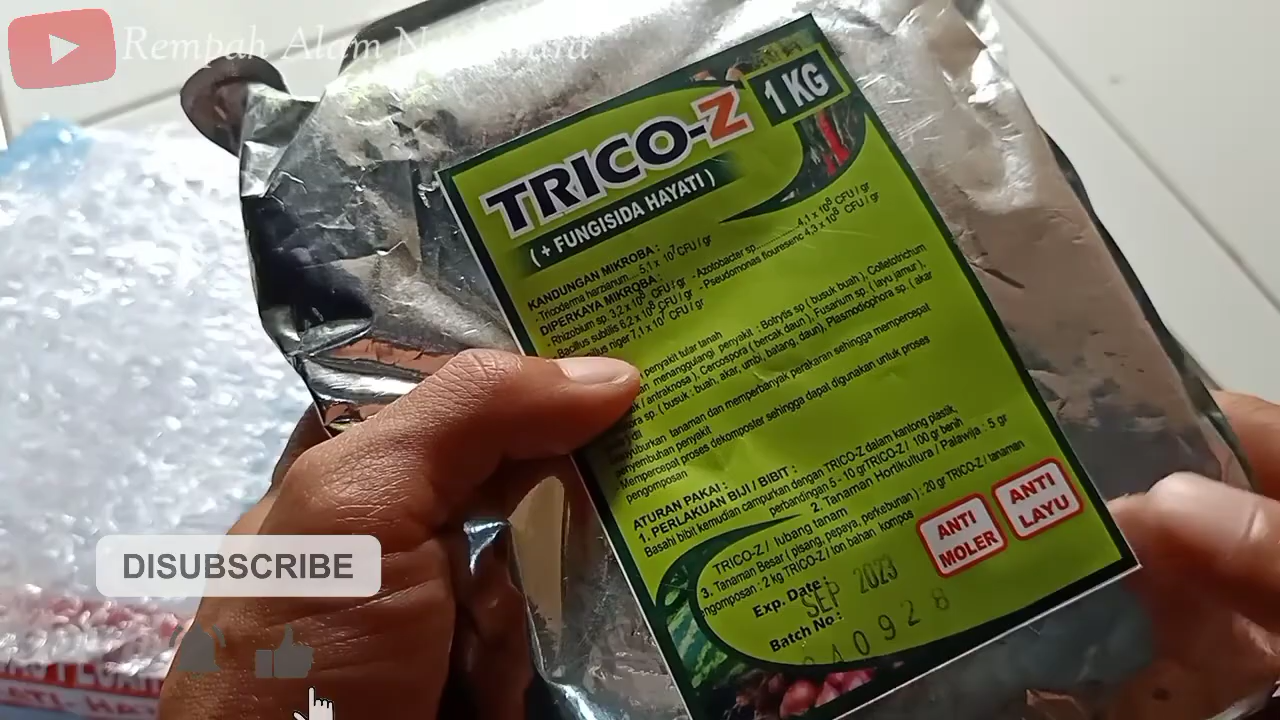 Rempah Alam Nusantara
1 KG
TRICO-Z
( + FUNGISIDA HAYATI )
KANDUNGAN MIKROBA :
- Tricoderma harzianum.... 5,1 x 10⁷ CFU / gr
DIPERKAYA MIKROBA :
- Rhizobium sp. 3,2 x 10⁸ CFU / gr - Azotobacter sp. 4,1 x 10⁸ CFU / gr
- Bacillus subtilis 6,2 x 10⁸ CFU / gr - Pseudomonas flouresenc 4,3 x 10⁸ CFU / gr
niger 7,1 x CFU / gr
penyakit tular tanah
menanggulangi penyakit : Botrytis sp ( busuk buah ), Colletotrichum
/ antraknosa ), Cercospora ( bercak daun ), Fusarium sp. ( layu jamur ),
sp. ( busuk : buah, akar, umbi, batang, daun), Plasmodiophora sp. ( akar
dll
tanaman dan memperbanyak perakaran sehingga mempercepat
penyembuhan penyakit
- Mempercepat proses dekomposter sehingga dapat digunakan untuk proses
pengomposan
ATURAN PAKAI :
1. PERLAKUAN BIJI / BIBIT :
Basahi bibit kemudian campurkan dengan TRICO-Z dalam kantong plastik,
perbandingan 5 - 10 gr TRICO-Z / 100 gr benih
2. Tanaman Hortikultura / Palawija : 5 gr
TRICO-Z / lubang tanam
3. Tanaman Besar ( pisang, pepaya, perkebunan ) : 20 gr TRICO-Z / tanaman
ngomposan : 2 kg TRICO-Z / ton bahan kompos
Exp. Date :
SEP 2023
Batch No :
40928
ANTI
MOLER
ANTI
LAYU
DISUBSCRIBE